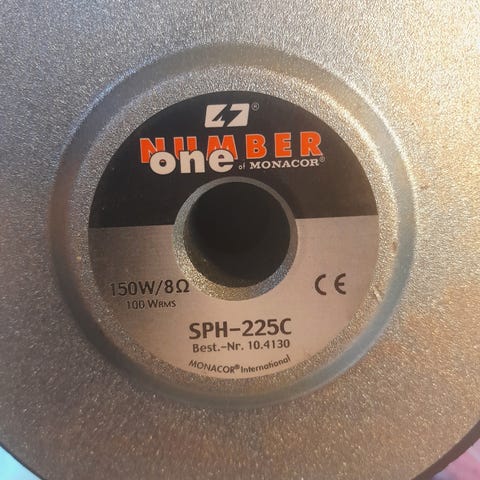 ®
NUMBER
one of MONACOR®
150W/8Ω
100 WRMS
CE
SPH-225C
Best.-Nr. 10.4130
MONACOR® International